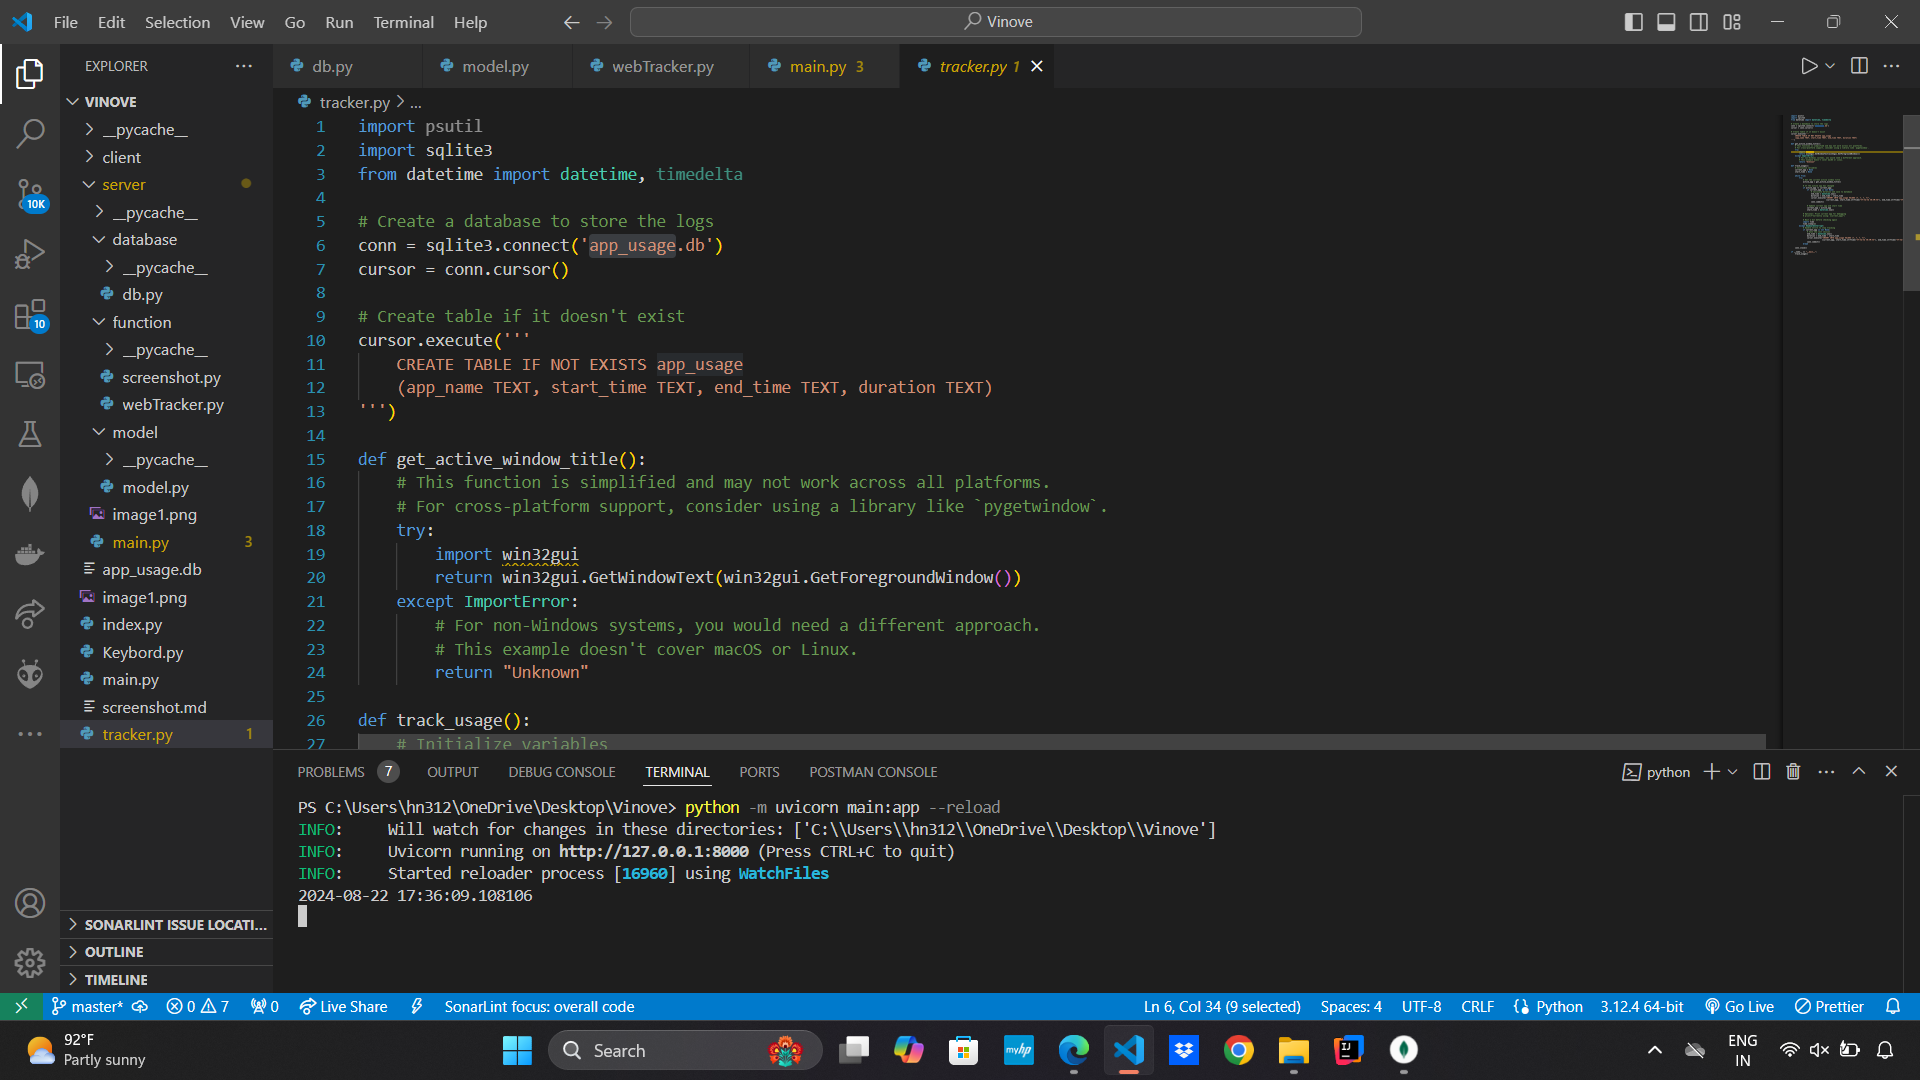 File Edit Selection View Go Run Terminal Help
Vinove
EXPLORER
db.py
model.py
webTracker.py
main.py 3
tracker.py 1
VINOVE
__pycache__
client
server
__pycache__
database
__pycache__
db.py
function
__pycache__
screenshot.py
webTracker.py
model
__pycache__
model.py
image1.png
main.py 3
app_usage.db
image1.png
index.py
Keybord.py
main.py
screenshot.md
tracker.py 1
SONARLINT ISSUE LOCATI...
OUTLINE
TIMELINE
10K
10
tracker.py > ...
1 import psutil
2 import sqlite3
3 from datetime import datetime, timedelta
4
5 # Create a database to store the logs
6 conn = sqlite3.connect('app_usage.db')
7 cursor = conn.cursor()
8
9 # Create table if it doesn't exist
10 cursor.execute('''
11 CREATE TABLE IF NOT EXISTS app_usage
12 (app_name TEXT, start_time TEXT, end_time TEXT, duration TEXT)
13 ''')
14
15 def get_active_window_title():
16 # This function is simplified and may not work across all platforms.
17 # For cross-platform support, consider using a library like `pygetwindow`.
18 try:
19 import win32gui
20 return win32gui.GetWindowText(win32gui.GetForegroundWindow())
21 except ImportError:
22 # For non-Windows systems, you would need a different approach.
23 # This example doesn't cover macOS or Linux.
24 return "Unknown"
25
26 def track_usage():
27 # Initialize variables
PROBLEMS 7 OUTPUT DEBUG CONSOLE TERMINAL PORTS POSTMAN CONSOLE
python
PS C:\Users\hn312\OneDrive\Desktop\Vinove> python -m uvicorn main:app --reload
INFO: Will watch for changes in these directories: ['C:\\Users\\hn312\\OneDrive\\Desktop\\Vinove']
INFO: Uvicorn running on http://127.0.0.1:8000 (Press CTRL+C to quit)
INFO: Started reloader process [16960] using WatchFiles
2024-08-22 17:36:09.108106
master* 0 7 0 Live Share SonarLint focus: overall code Ln 6, Col 34 (9 selected) Spaces: 4 UTF-8 CRLF Python 3.12.4 64-bit Go Live Prettier
92°F
Partly sunny
Search
myhp
IJ
ENG
IN